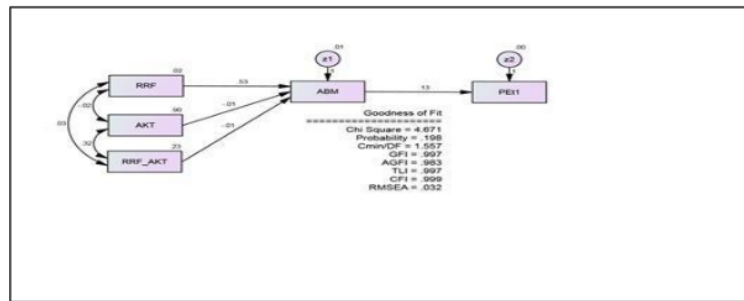 .01
.00
z1
z2
.02
1
1
RRF
.53
ABM
.13
PEt1
-.02
-.01
.03
AKT
-.01
.32
.23
RRF_AKT
Goodness of Fit
=====================
Chi Square = 4.671
Probability = .198
Cmin/DF = 1.557
GFI = .997
AGFI = .983
TLI = .997
CFI = .999
RMSEA = .032